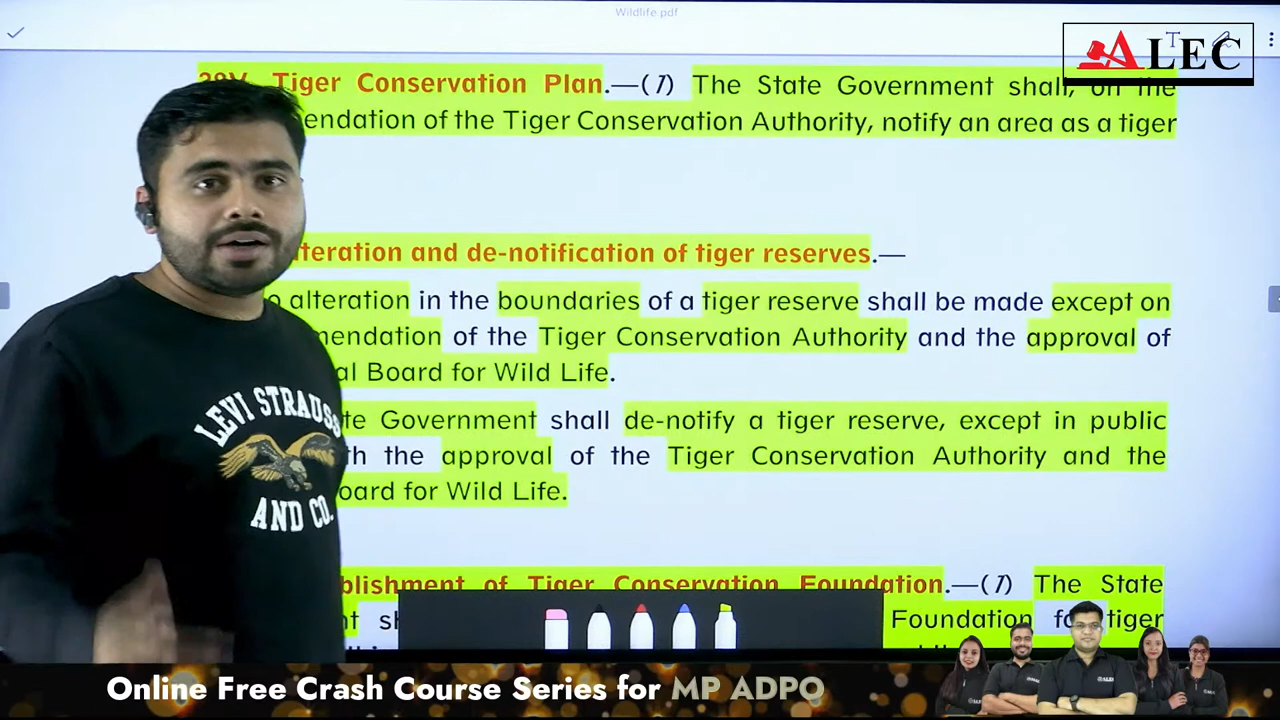 Wildlife.pdf
ALEC
38V. Tiger Conservation Plan.—(1) The State Government shall, on the
endation of the Tiger Conservation Authority, notify an area as a tiger
lteration and de-notification of tiger reserves.—
o alteration in the boundaries of a tiger reserve shall be made except on
mendation of the Tiger Conservation Authority and the approval of
al Board for Wild Life.
te Government shall de-notify a tiger reserve, except in public
th the approval of the Tiger Conservation Authority and the
oard for Wild Life.
blishment of Tiger Conservation Foundation.—(1) The State
nt Foundation tiger
LEVI STRAUSS
AND CO.
Online Free Crash Course Series for MP ADPO